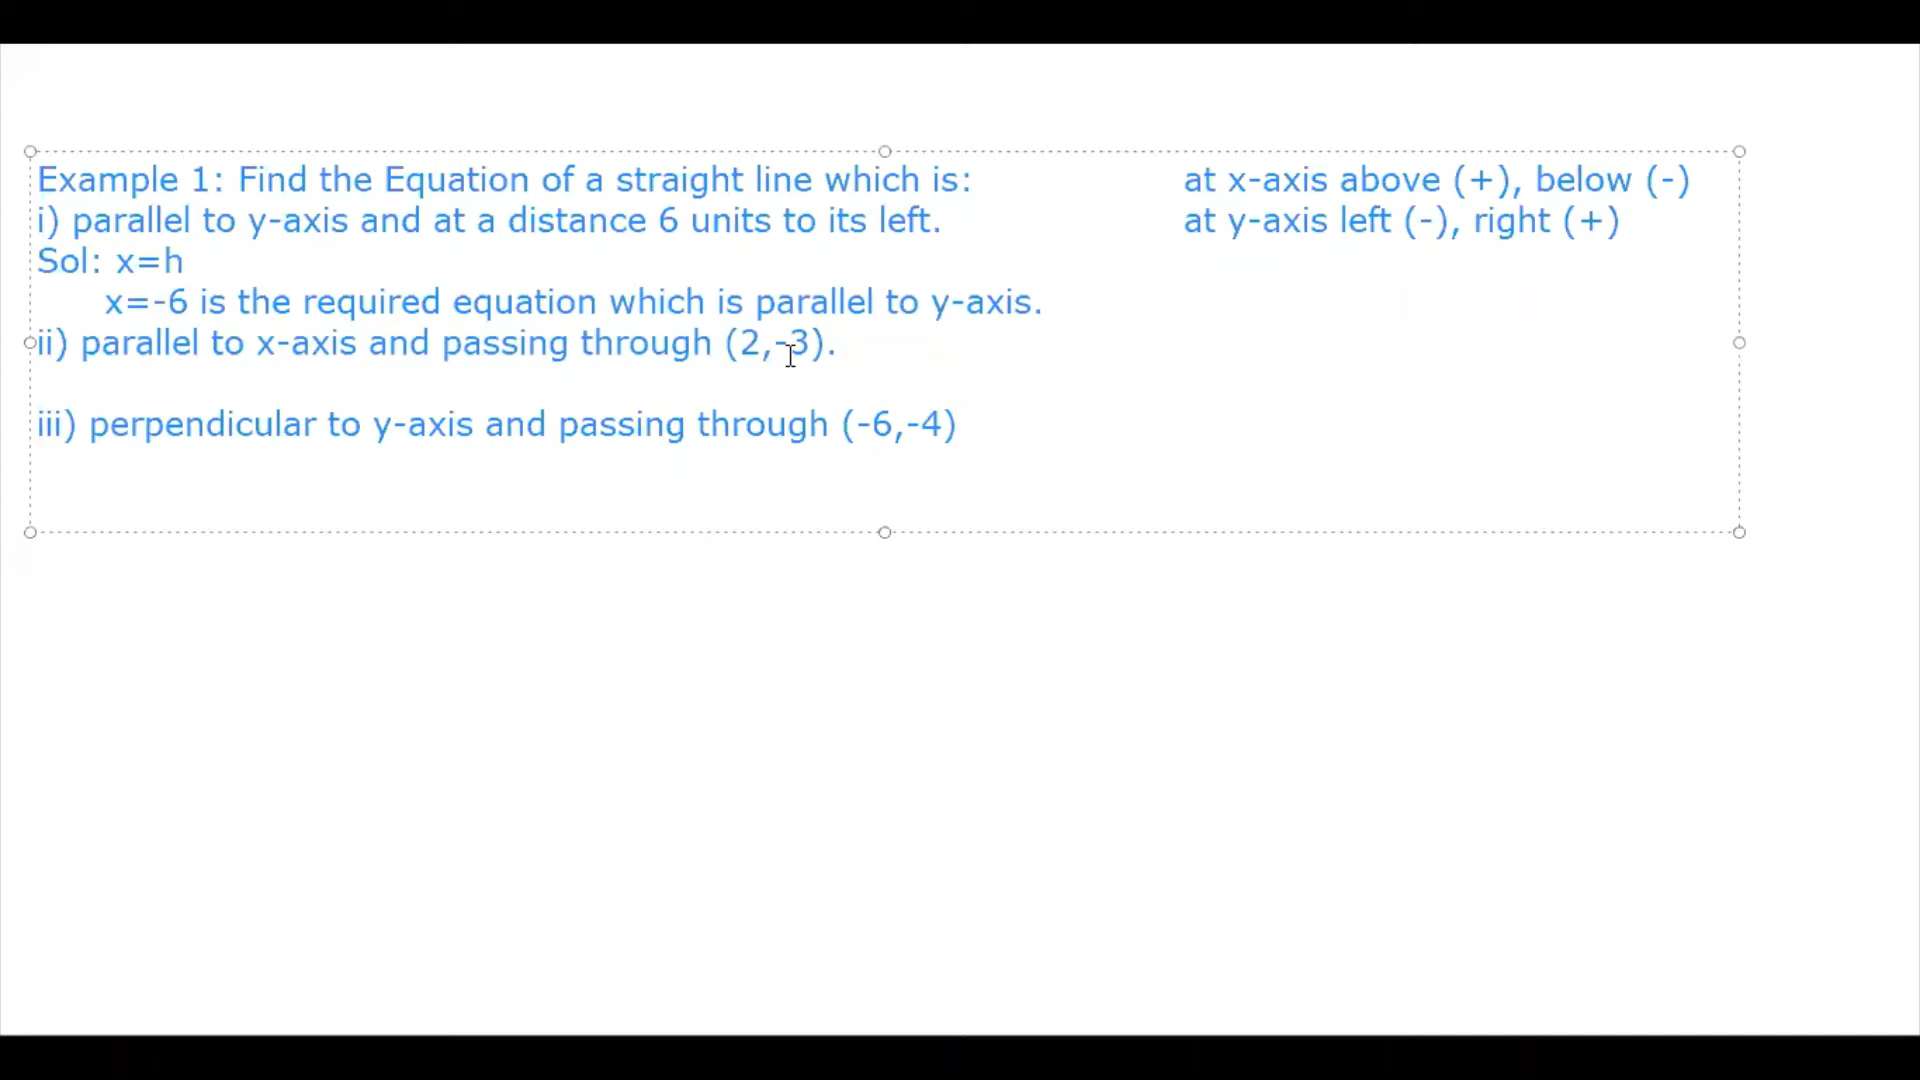 Example 1: Find the Equation of a straight line which is: at x-axis above (+), below (-)
i) parallel to y-axis and at a distance 6 units to its left. at y-axis left (-), right (+)
Sol: x=h
x=-6 is the required equation which is parallel to y-axis.
ii) parallel to x-axis and passing through (2,-3).
iii) perpendicular to y-axis and passing through (-6,-4)